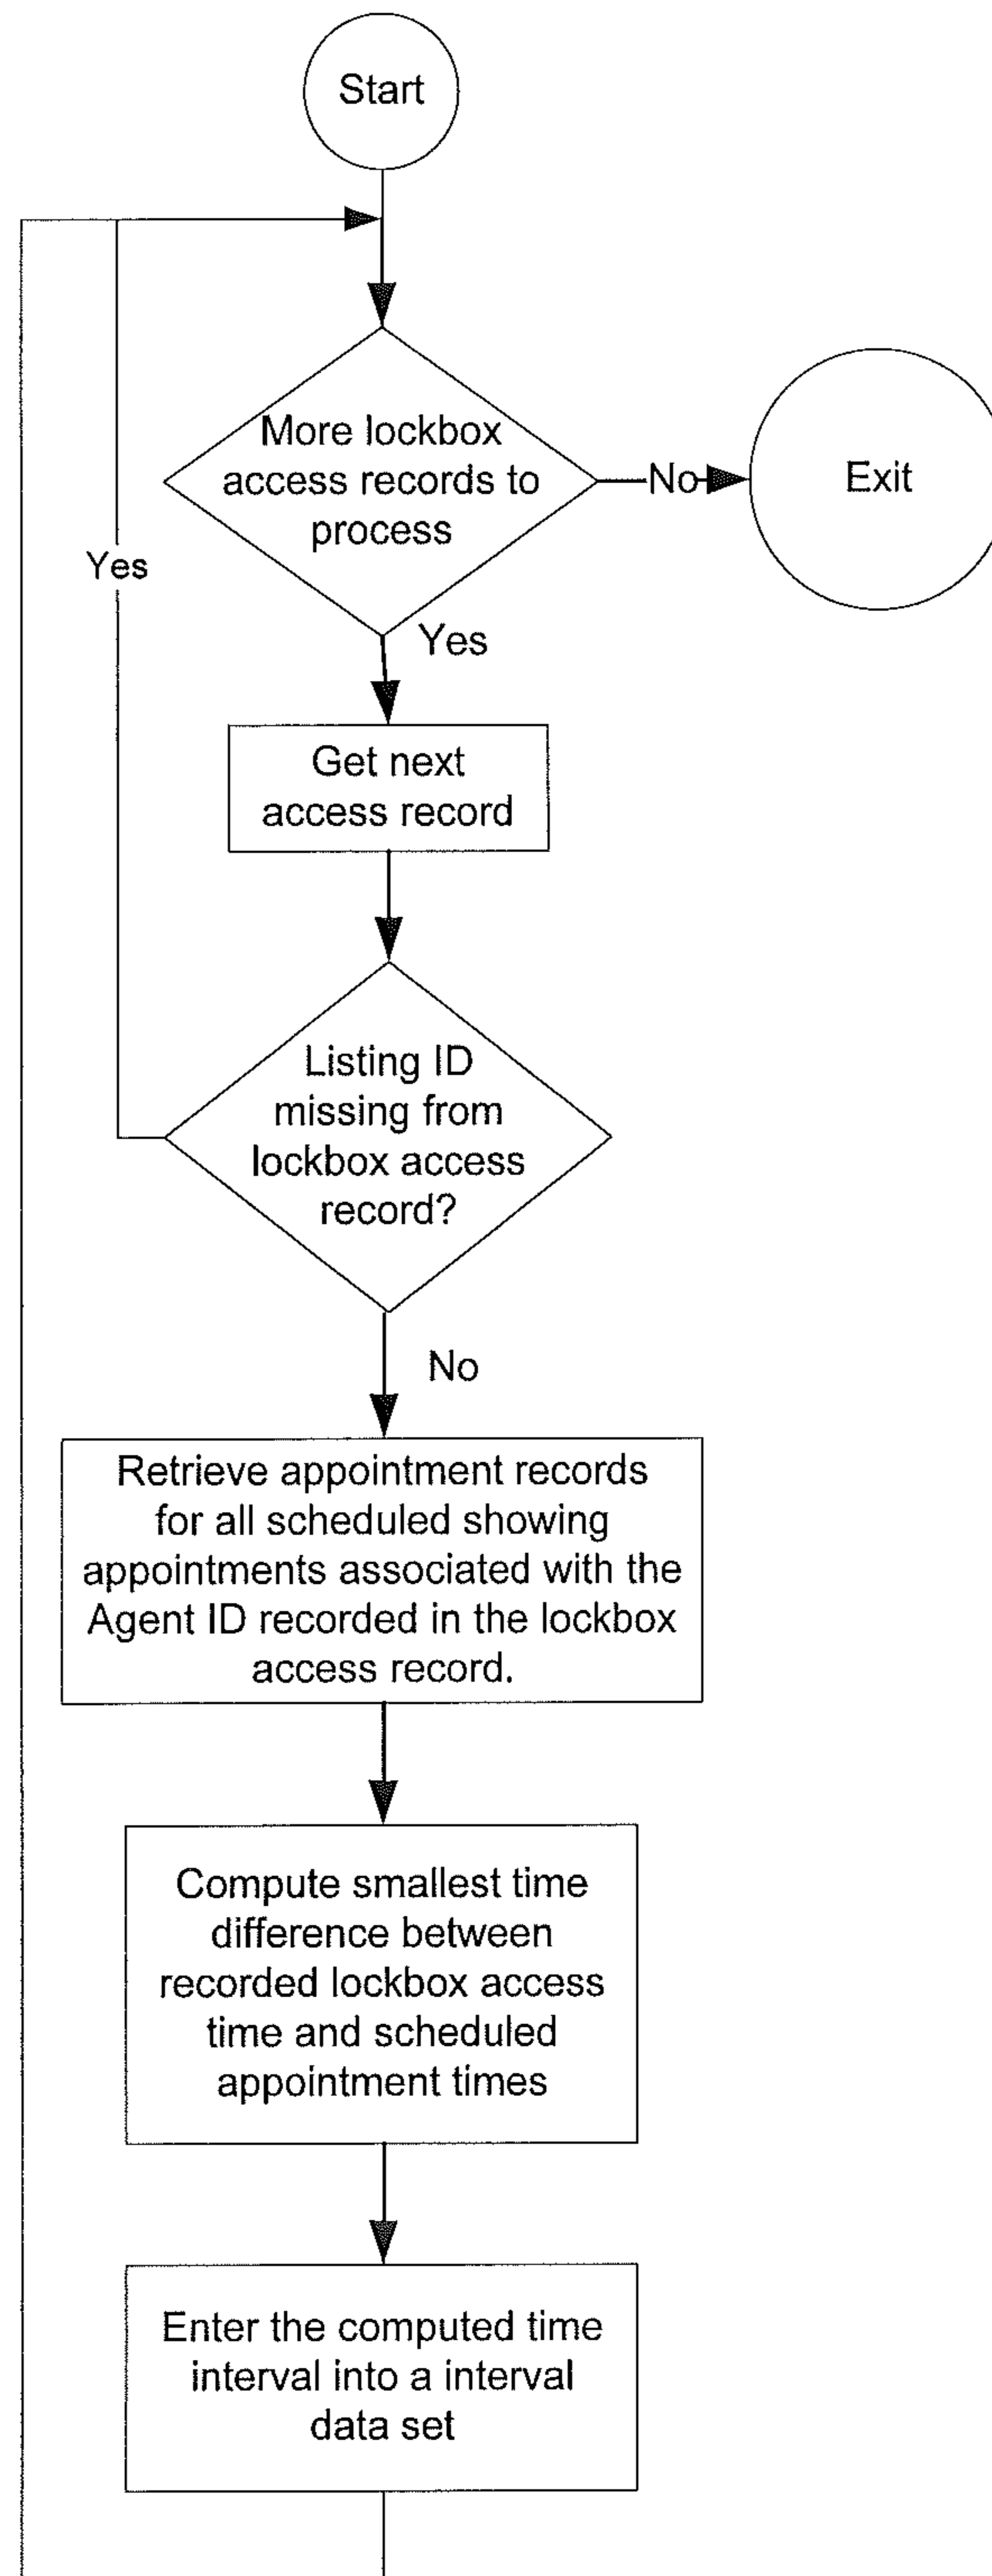 Start
More lockbox
access records to
process
No
Exit
Yes
Yes
Get next
access record
Listing ID
missing from
lockbox access
record?
No
Retrieve appointment records
for all scheduled showing
appointments associated with the
Agent ID recorded in the lockbox
access record.
Compute smallest time
difference between
recorded lockbox access
time and scheduled
appointment times
Enter the computed time
interval into a interval
data set